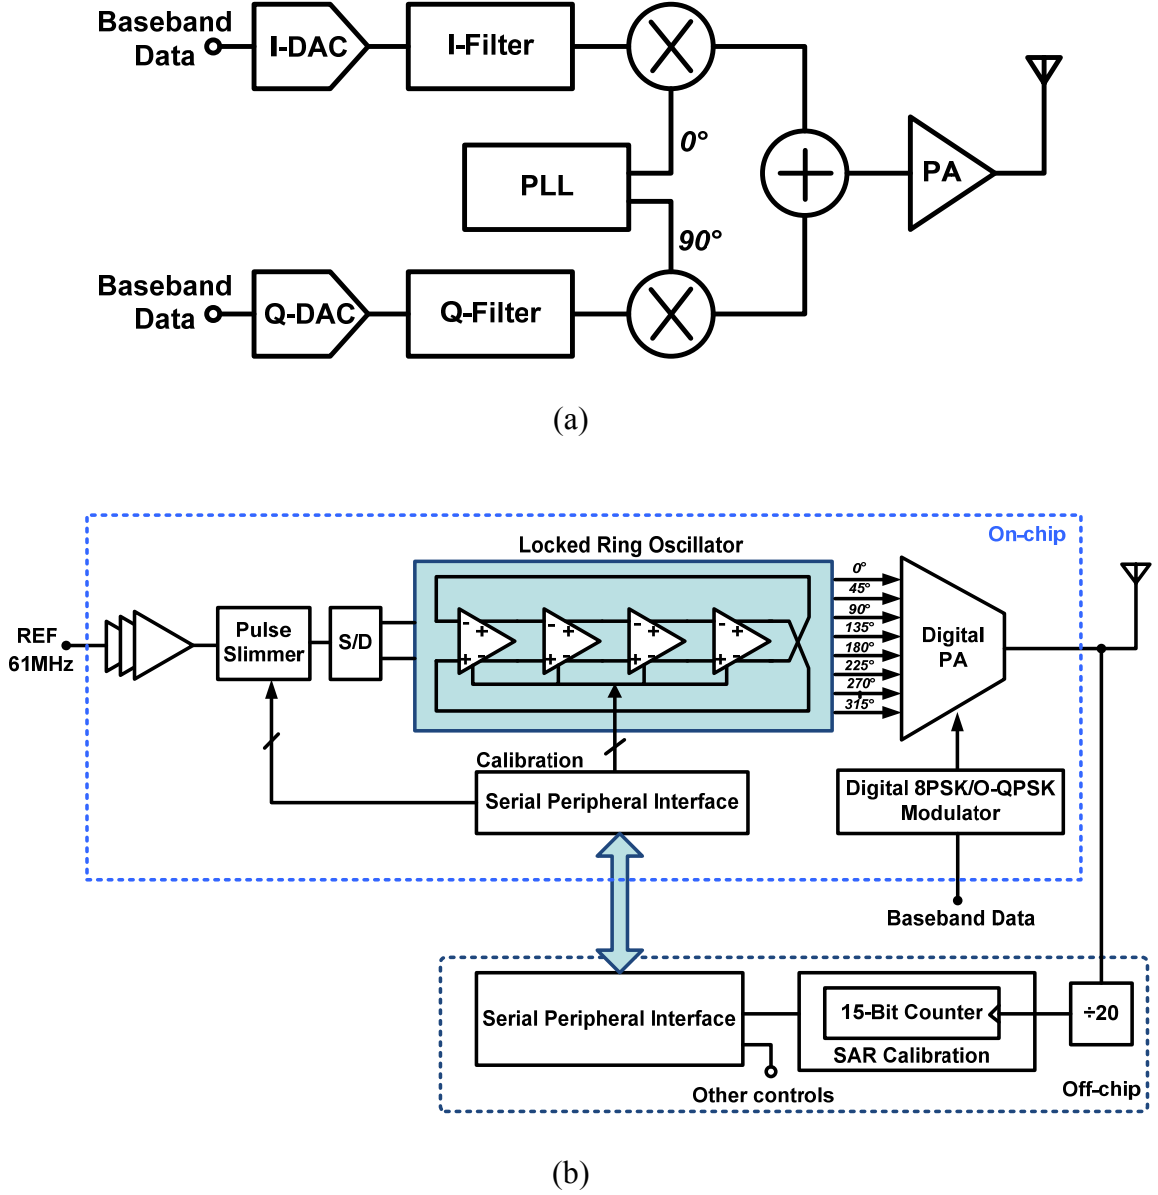 Baseband
Data
I-DAC
I-Filter
0°
PLL
PA
90°
Baseband
Data
Q-DAC
Q-Filter
(a)
On-chip
Locked Ring Oscillator
REF
61MHz
Pulse
Slimmer
S/D
- + - + - + - +
+ - + - + - + -
0°
45°
90°
135°
180°
225°
270°
315°
Digital
PA
Calibration
Serial Peripheral Interface
Digital 8PSK/O-QPSK
Modulator
Baseband Data
Serial Peripheral Interface
15-Bit Counter
SAR Calibration
÷20
Other controls
Off-chip
(b)